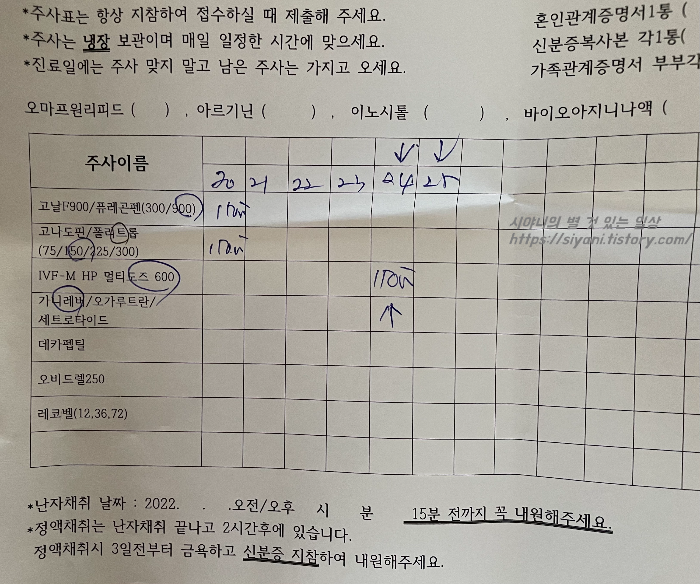 *주사표는 항상 지참하여 접수하실 때 제출해 주세요.
*주사는 냉장 보관이며 매일 일정한 시간에 맞으세요.
*진료일에는 주사 맞지 말고 남은 주사는 가지고 오세요.
혼인관계증명서1통 (
신분증복사본 각1통(
가족관계증명서 부부각
오마프원리피드 ( ) , 아르기닌 ( ) , 이노시톨 ( ) , 바이오아지니나액 (
주사이름
20 21 22 23 24 25
고날F900/퓨레곤펜(300/900) 150
고나도핀/폴리트롭
(75/150/225/300) 150
IVF-M HP 멀티도즈 600 150
가니레버/오가루트란/
세트로타이드
데카펩틸
오비드렐250
레코벨(12,36,72)
시야니의 별 것 있는 일상
https://siyani.tistory.com/
*난자채취 날짜 : 2022. . .오전/오후 시 분 15분 전까지 꼭 내원해주세요.
*정액채취는 난자채취 끝나고 2시간후에 있습니다.
정액채취시 3일전부터 금욕하고 신분증 지참하여 내원해주세요.